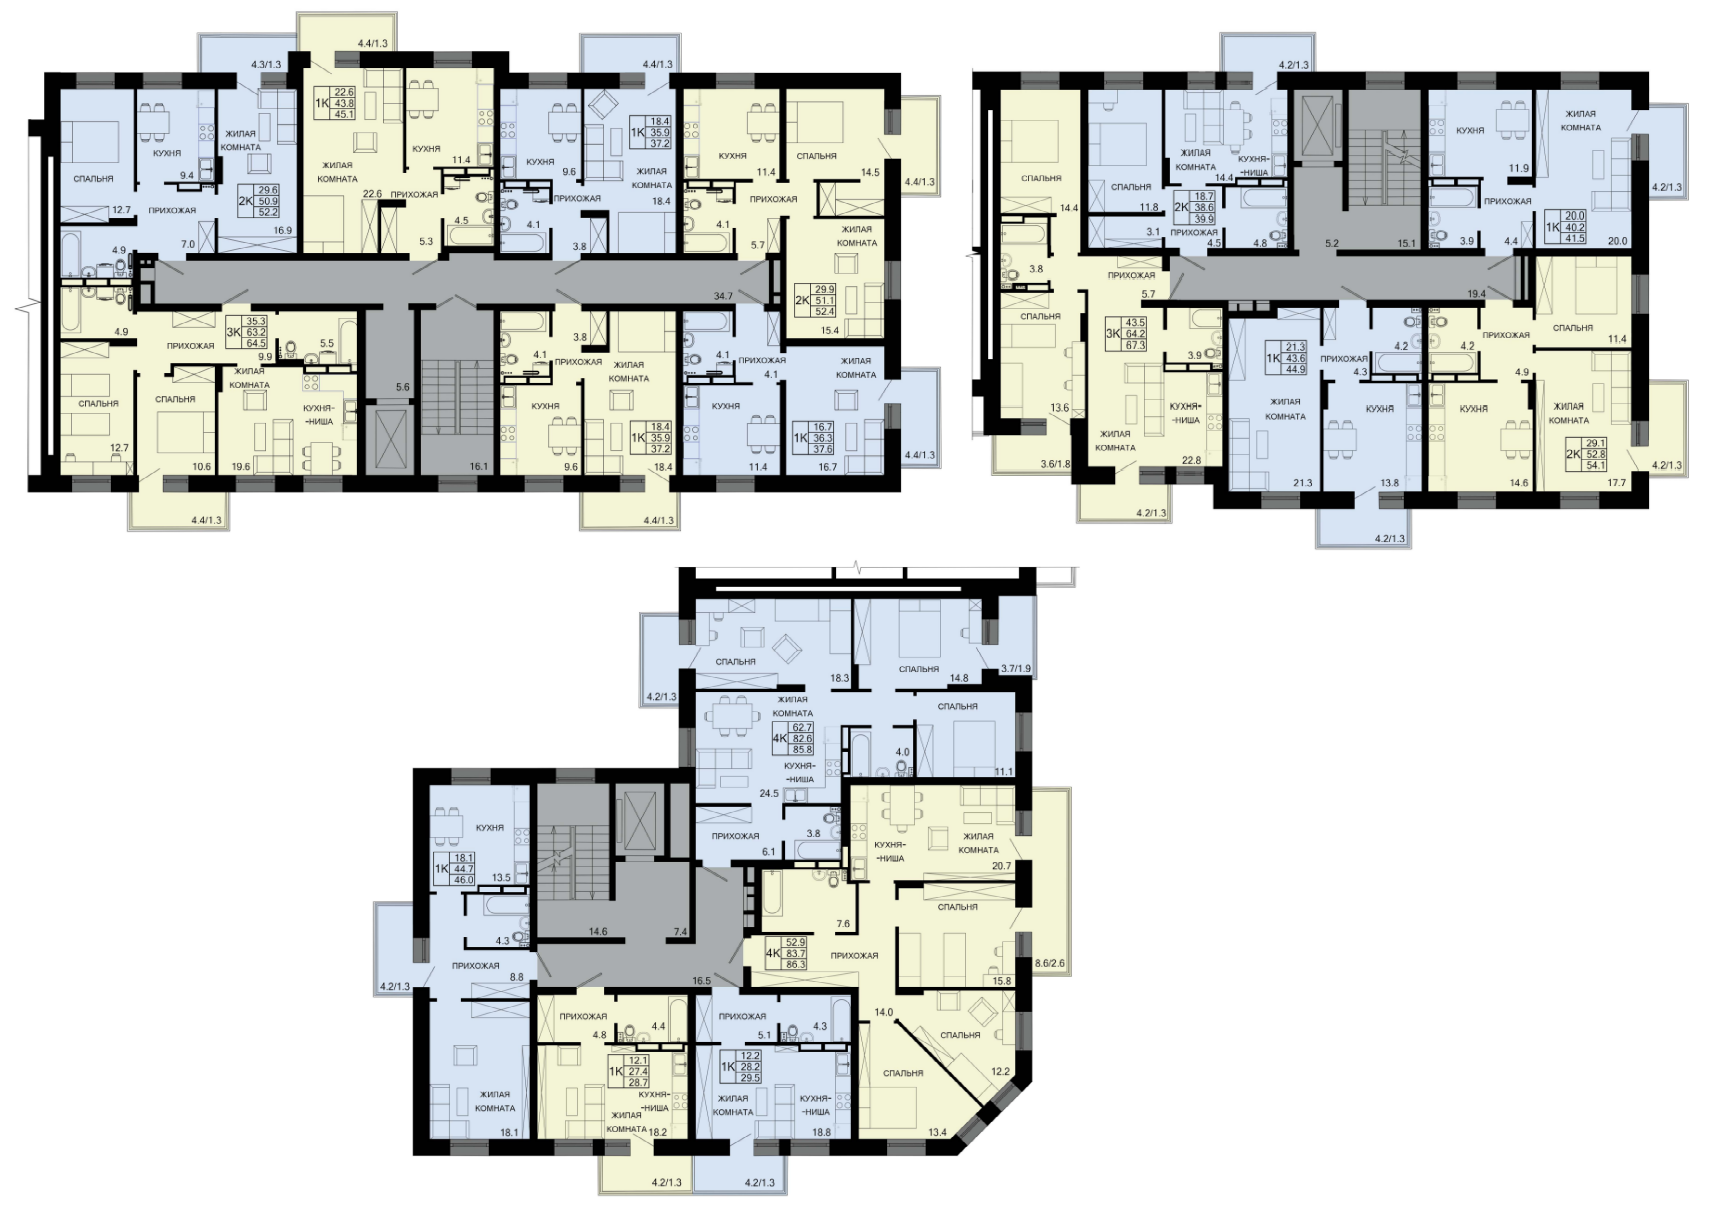 4.3/1.3
4.4/1.3
4.4/1.3
СПАЛЬНЯ
12.7
КУХНЯ
9.4
ЖИЛАЯ
КОМНАТА
2К
29.6
50.9
52.2
16.9
ПРИХОЖАЯ
7.0
4.9
1К
22.6
43.8
45.1
ЖИЛАЯ
КОМНАТА
22.6
КУХНЯ
11.4
ПРИХОЖАЯ
4.5
5.3
КУХНЯ
9.6
1К
18.4
35.9
37.2
ЖИЛАЯ
КОМНАТА
18.4
4.1
ПРИХОЖАЯ
3.8
КУХНЯ
11.4
СПАЛЬНЯ
14.5
4.4/1.3
4.1
ПРИХОЖАЯ
5.7
ЖИЛАЯ
КОМНАТА
2К
29.9
51.1
52.4
15.4
34.7
4.9
3К
35.3
63.2
64.5
ПРИХОЖАЯ
9.9
5.5
СПАЛЬНЯ
12.7
СПАЛЬНЯ
10.6
ЖИЛАЯ
КОМНАТА
КУХНЯ-
-НИША
19.6
4.4/1.3
5.6
16.1
4.1
3.8
ПРИХОЖАЯ
КУХНЯ
9.6
ЖИЛАЯ
КОМНАТА
1К
18.4
35.9
37.2
18.4
4.4/1.3
4.1
ПРИХОЖАЯ
4.1
КУХНЯ
11.4
ЖИЛАЯ
КОМНАТА
1К
16.7
36.3
37.6
16.7
4.4/1.3
4.2/1.3
СПАЛЬНЯ
14.4
СПАЛЬНЯ
11.8
ЖИЛАЯ
КОМНАТА
14.4
КУХНЯ-
-НИША
2К
18.7
38.6
39.9
ПРИХОЖАЯ
3.1
4.5
4.8
5.2
15.1
КУХНЯ
11.9
ЖИЛАЯ
КОМНАТА
4.2/1.3
3.9
ПРИХОЖАЯ
4.4
1К
20.0
40.2
41.5
20.0
3.8
ПРИХОЖАЯ
5.7
19.4
СПАЛЬНЯ
13.6
3.6/1.8
3К
43.5
64.2
67.3
3.9
ЖИЛАЯ
КОМНАТА
КУХНЯ-
-НИША
22.8
4.2/1.3
1К
21.3
43.6
44.9
ПРИХОЖАЯ
4.3
4.2
ЖИЛАЯ
КОМНАТА
21.3
КУХНЯ
13.8
4.2/1.3
4.2
ПРИХОЖАЯ
4.9
СПАЛЬНЯ
11.4
КУХНЯ
14.6
ЖИЛАЯ
КОМНАТА
2К
29.1
52.8
54.1
17.7
4.2/1.3
СПАЛЬНЯ
18.3
4.2/1.3
СПАЛЬНЯ
14.8
3.7/1.9
ЖИЛАЯ
КОМНАТА
4К
62.7
82.6
85.8
КУХНЯ-
-НИША
24.5
СПАЛЬНЯ
11.1
4.0
ПРИХОЖАЯ
6.1
3.8
КУХНЯ
1К
18.1
44.7
46.0
13.5
4.3
ПРИХОЖАЯ
8.8
4.2/1.3
ЖИЛАЯ
КОМНАТА
18.1
14.6
7.4
16.5
КУХНЯ-
-НИША
ЖИЛАЯ
КОМНАТА
20.7
7.6
4К
52.9
83.7
86.3
ПРИХОЖАЯ
14.0
СПАЛЬНЯ
15.8
8.6/2.6
СПАЛЬНЯ
12.2
СПАЛЬНЯ
13.4
ПРИХОЖАЯ
4.8
4.4
1К
12.1
27.4
28.7
КУХНЯ-
-НИША
ЖИЛАЯ
КОМНАТА
18.2
4.2/1.3
ПРИХОЖАЯ
5.1
4.3
1К
12.2
28.2
29.5
ЖИЛАЯ
КОМНАТА
КУХНЯ-
-НИША
18.8
4.2/1.3